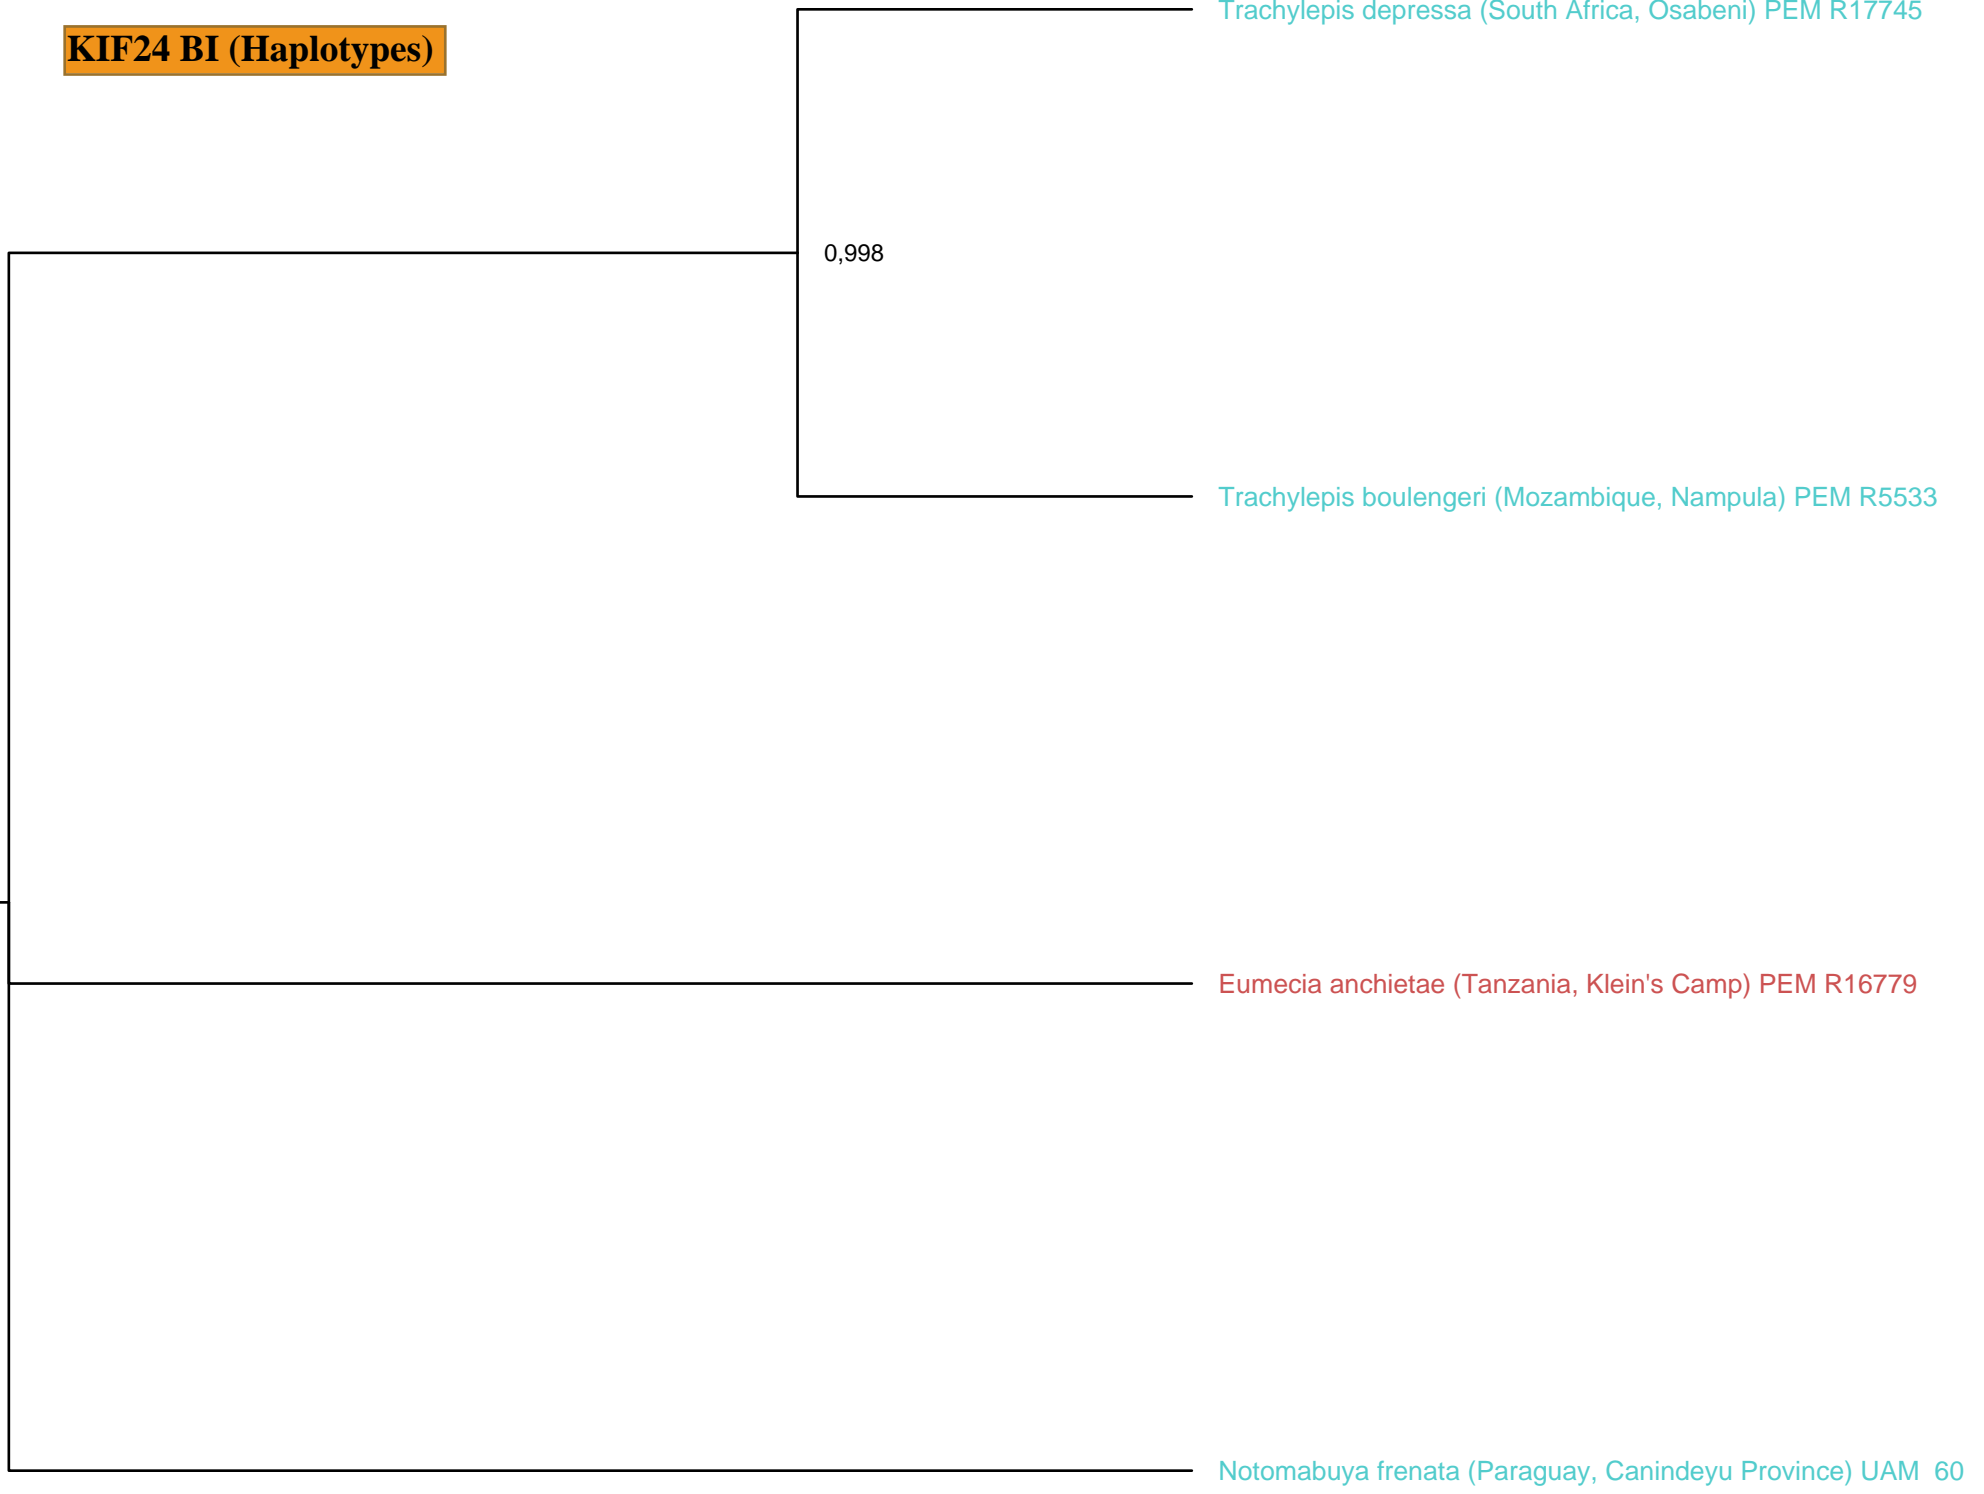 Trachylepis depressa (South Africa, Osabeni) PEM R17745
KIF24 BI (Haplotypes)
0,998
Trachylepis boulengeri (Mozambique, Nampula) PEM R5533
Eumecia anchietae (Tanzania, Klein's Camp) PEM R16779
Notomabuya frenata (Paraguay, Canindeyu Province) UAM  60